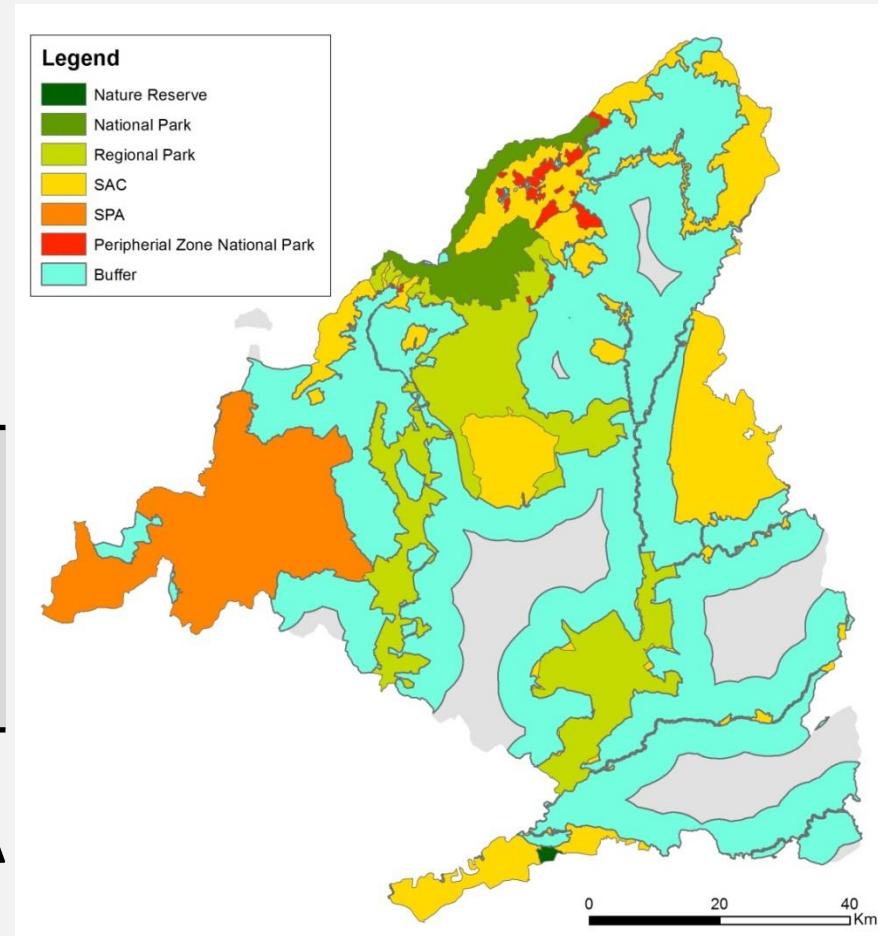 Legend
Nature Reserve
National Park
Regional Park
SAC
SPA
Peripherial Zone National Park
Buffer
0 20 40
Km